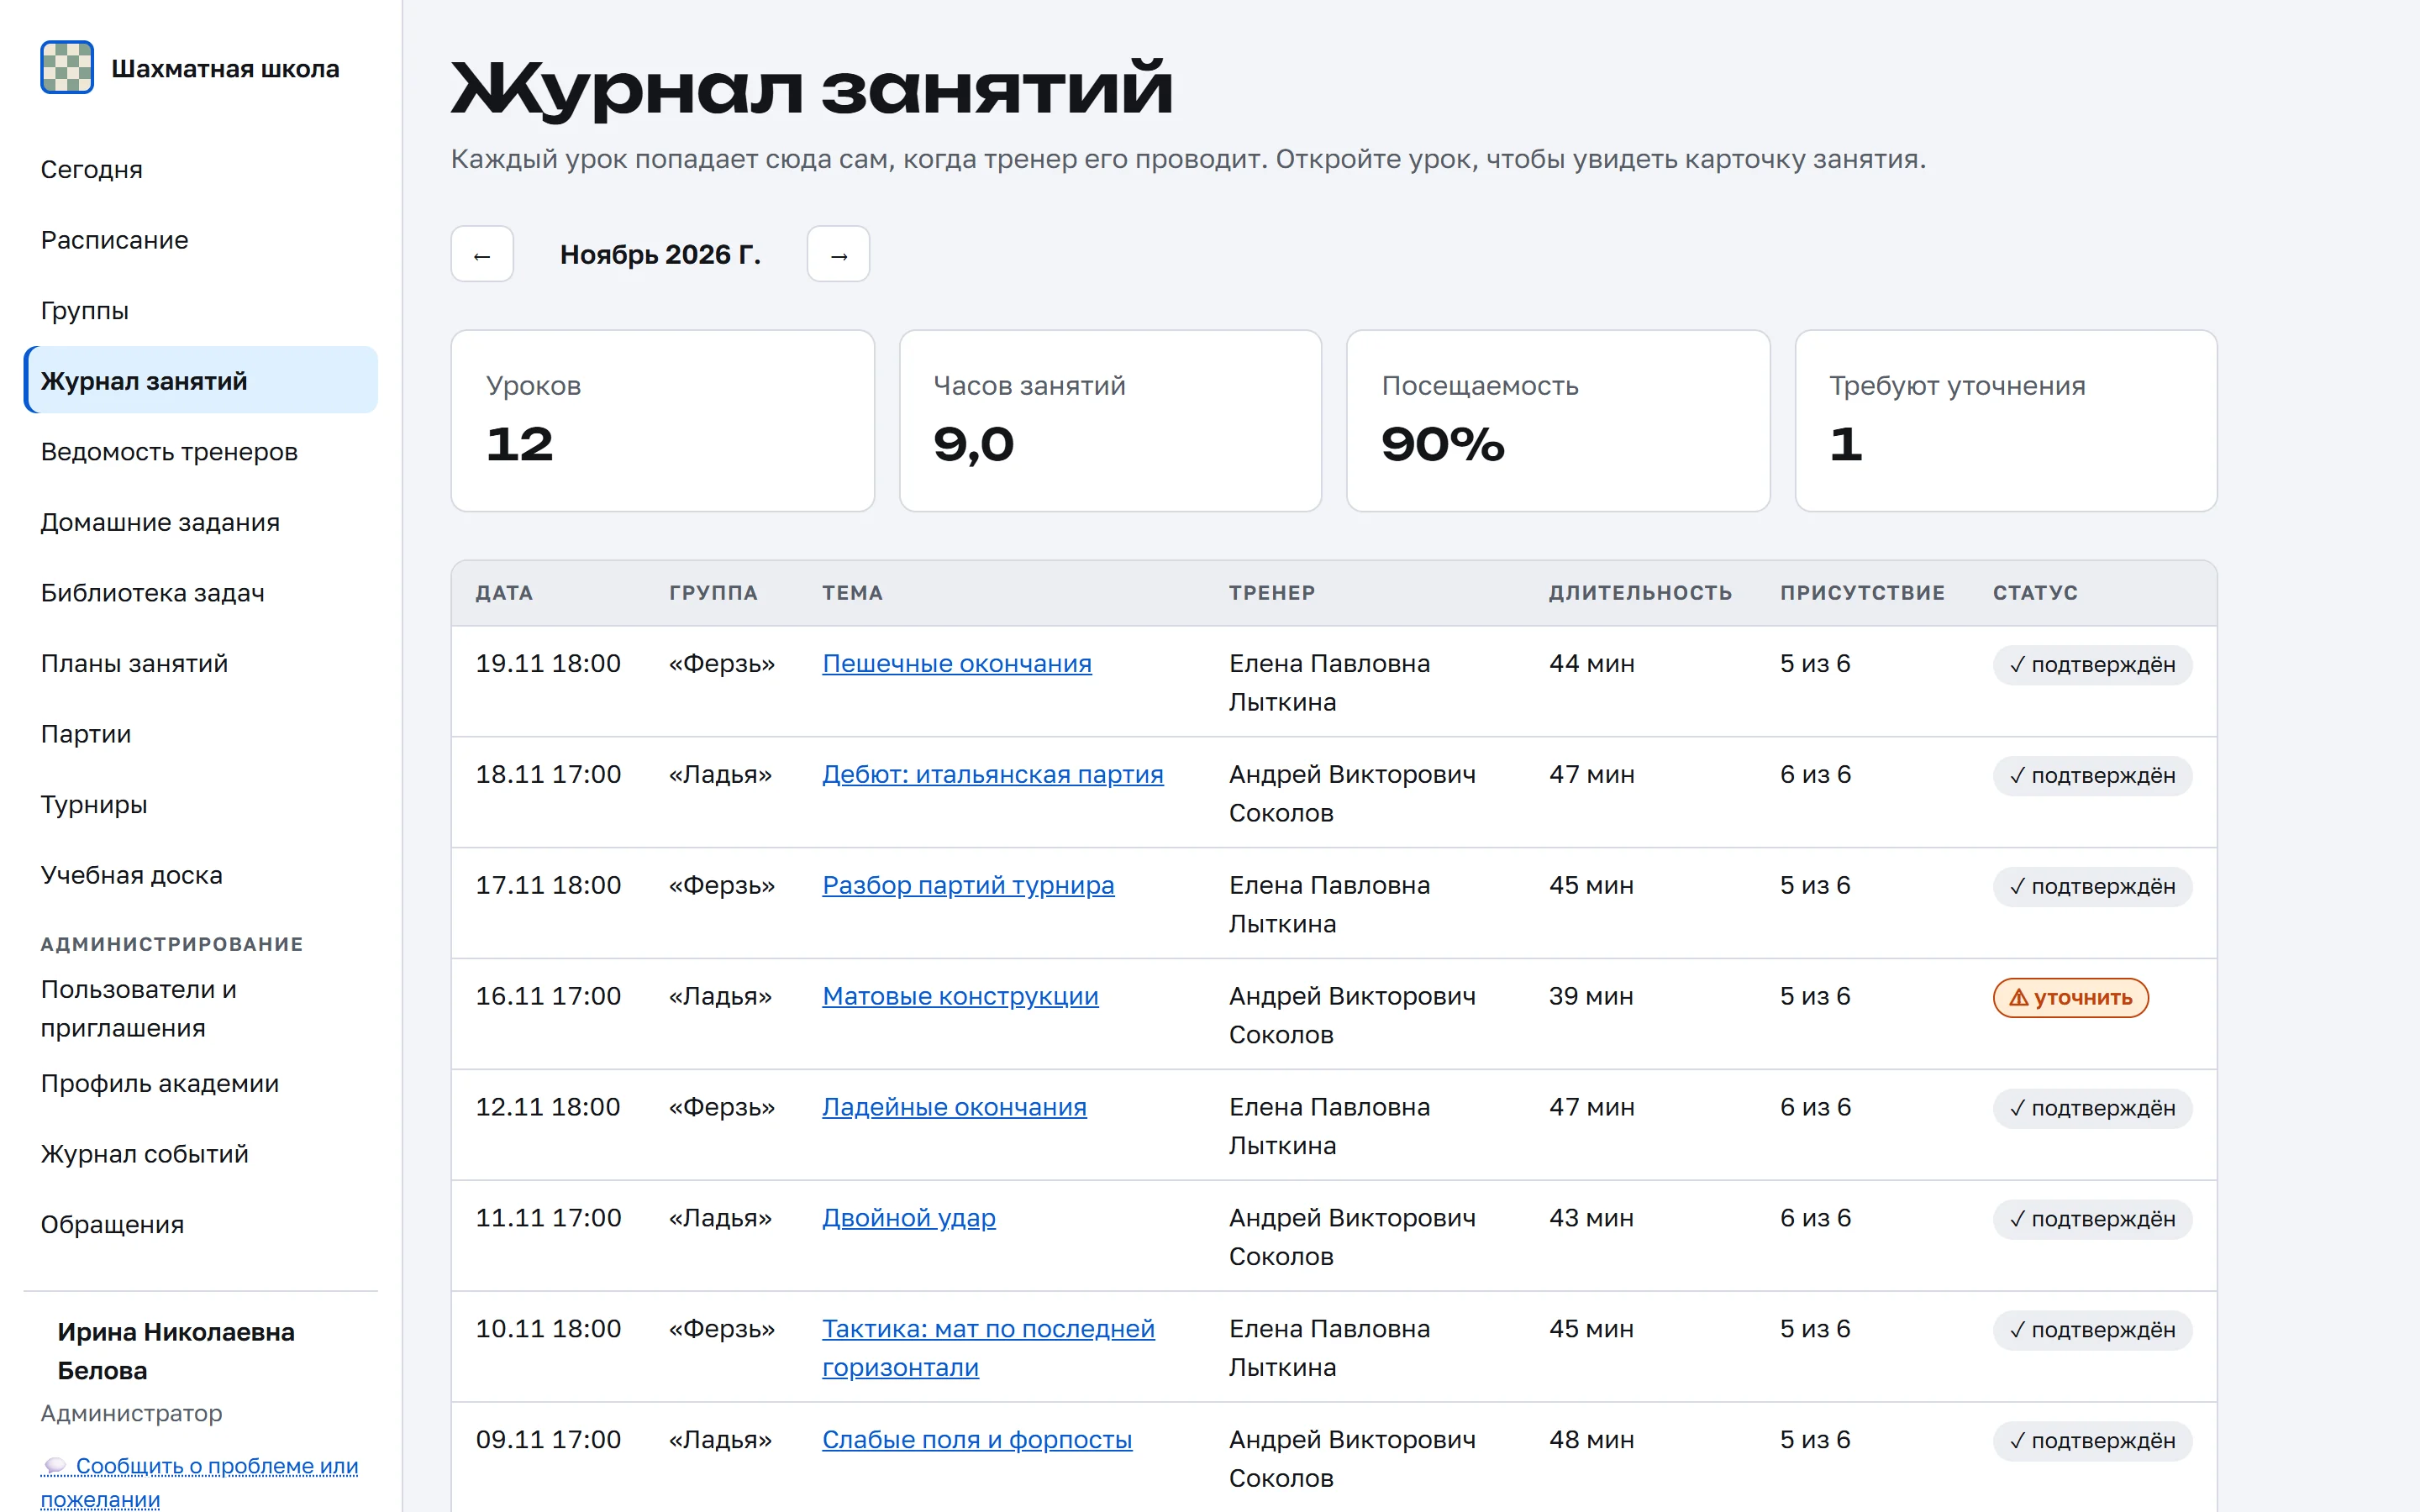 Шахматная школа
Сегодня
Расписание
Группы
Журнал занятий
Ведомость тренеров
Домашние задания
Библиотека задач
Планы занятий
Партии
Турниры
Учебная доска
АДМИНИСТРИРОВАНИЕ
Пользователи и
приглашения
Профиль академии
Журнал событий
Обращения
Ирина Николаевна
Белова
Администратор
💬 Сообщить о проблеме или
пожелании
Журнал занятий
Каждый урок попадает сюда сам, когда тренер его проводит. Откройте урок, чтобы увидеть карточку занятия.
← Ноябрь 2026 Г. →
Уроков
12
Часов занятий
9,0
Посещаемость
90%
Требуют уточнения
1
ДАТА ГРУППА ТЕМА ТРЕНЕР ДЛИТЕЛЬНОСТЬ ПРИСУТСТВИЕ СТАТУС
19.11 18:00 «Ферзь» Пешечные окончания Елена Павловна 44 мин 5 из 6 ✓ подтверждён
Лыткина
18.11 17:00 «Ладья» Дебют: итальянская партия Андрей Викторович 47 мин 6 из 6 ✓ подтверждён
Соколов
17.11 18:00 «Ферзь» Разбор партий турнира Елена Павловна 45 мин 5 из 6 ✓ подтверждён
Лыткина
16.11 17:00 «Ладья» Матовые конструкции Андрей Викторович 39 мин 5 из 6 ⚠ уточнить
Соколов
12.11 18:00 «Ферзь» Ладейные окончания Елена Павловна 47 мин 6 из 6 ✓ подтверждён
Лыткина
11.11 17:00 «Ладья» Двойной удар Андрей Викторович 43 мин 6 из 6 ✓ подтверждён
Соколов
10.11 18:00 «Ферзь» Тактика: мат по последней Елена Павловна 45 мин 5 из 6 ✓ подтверждён
горизонтали Лыткина
09.11 17:00 «Ладья» Слабые поля и форпосты Андрей Викторович 48 мин 5 из 6 ✓ подтверждён
Соколов